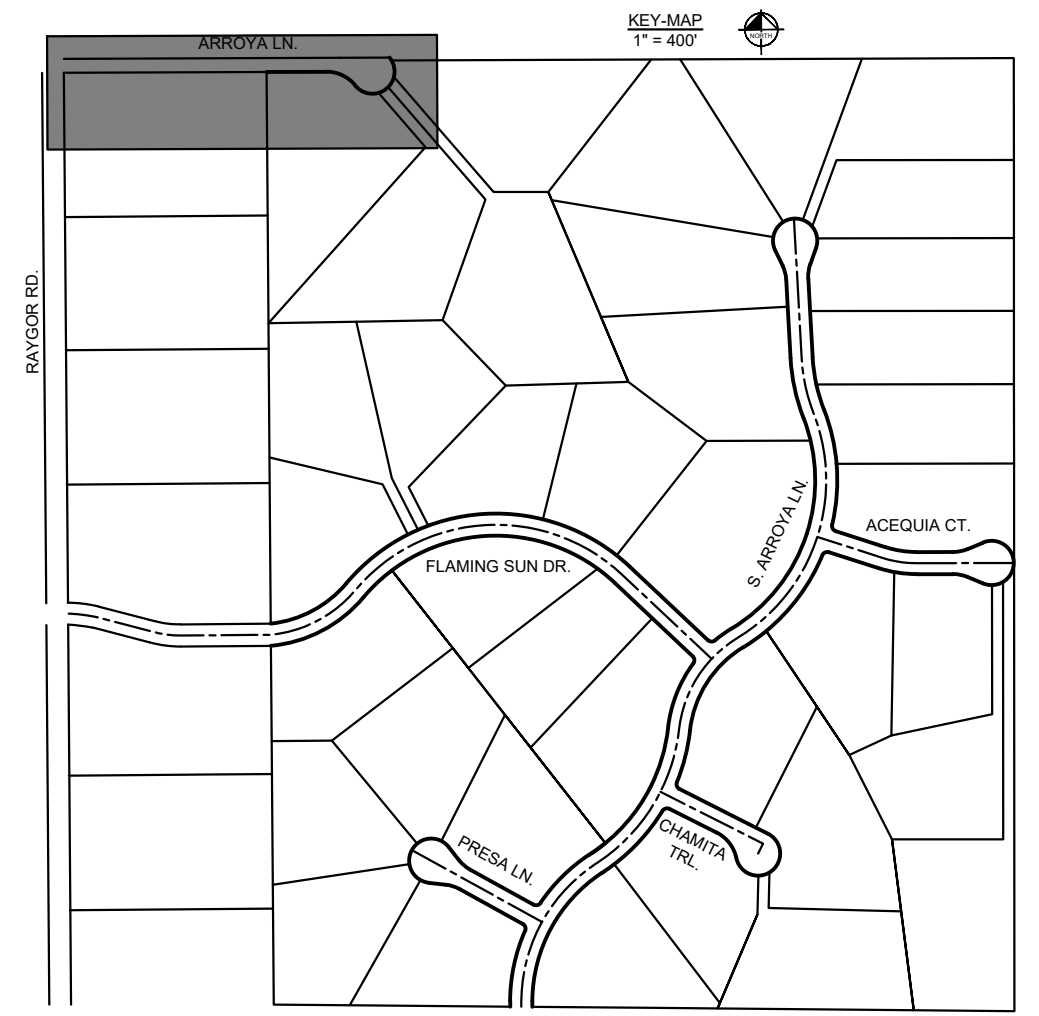 KEY-MAP
1" = 400'
NORTH
ARROYA LN.
RAYGOR RD.
S. ARROYA LN.
ACEQUIA CT.
FLAMING SUN DR.
CHAMITA
TRL.
PRESA LN.